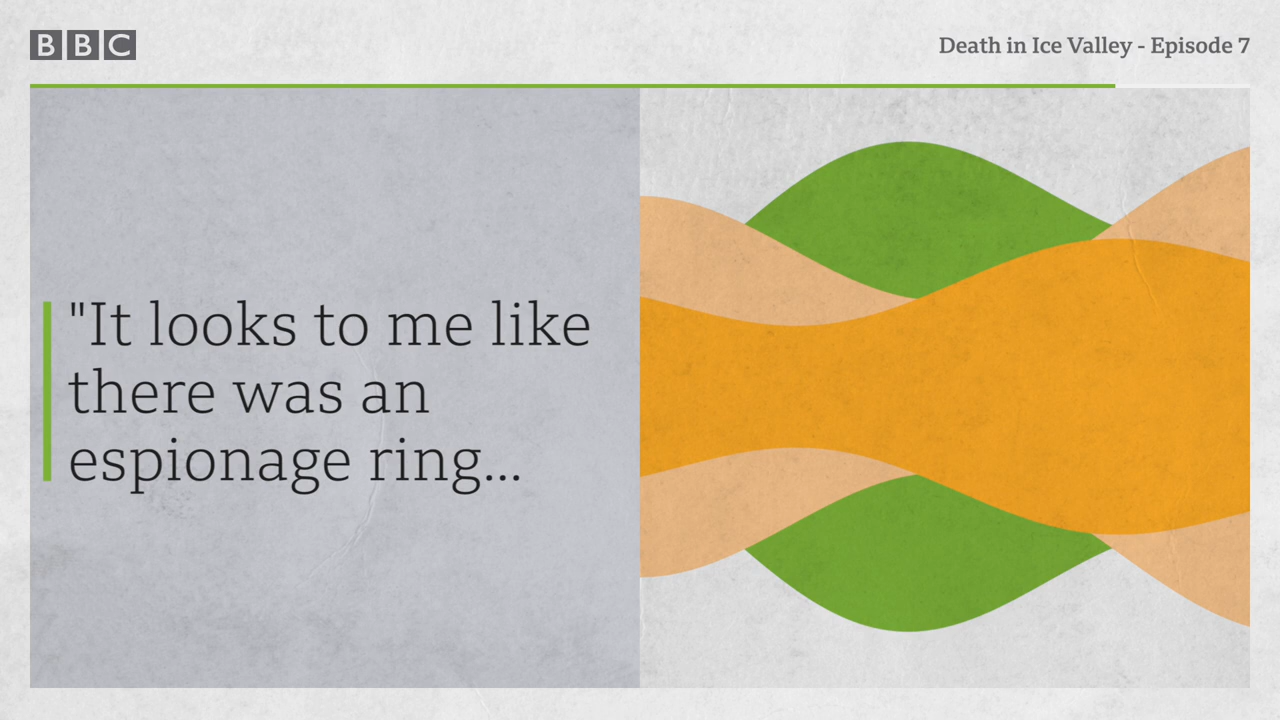 BBC
Death in Ice Valley - Episode 7
"It looks to me like
there was an
espionage ring...